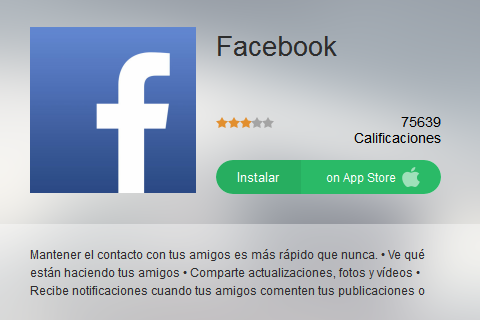 Facebook
75639
Calificaciones
Instalar
on App Store
Mantener el contacto con tus amigos es más rápido que nunca. • Ve qué
están haciendo tus amigos • Comparte actualizaciones, fotos y vídeos •
Recibe notificaciones cuando tus amigos comenten tus publicaciones o